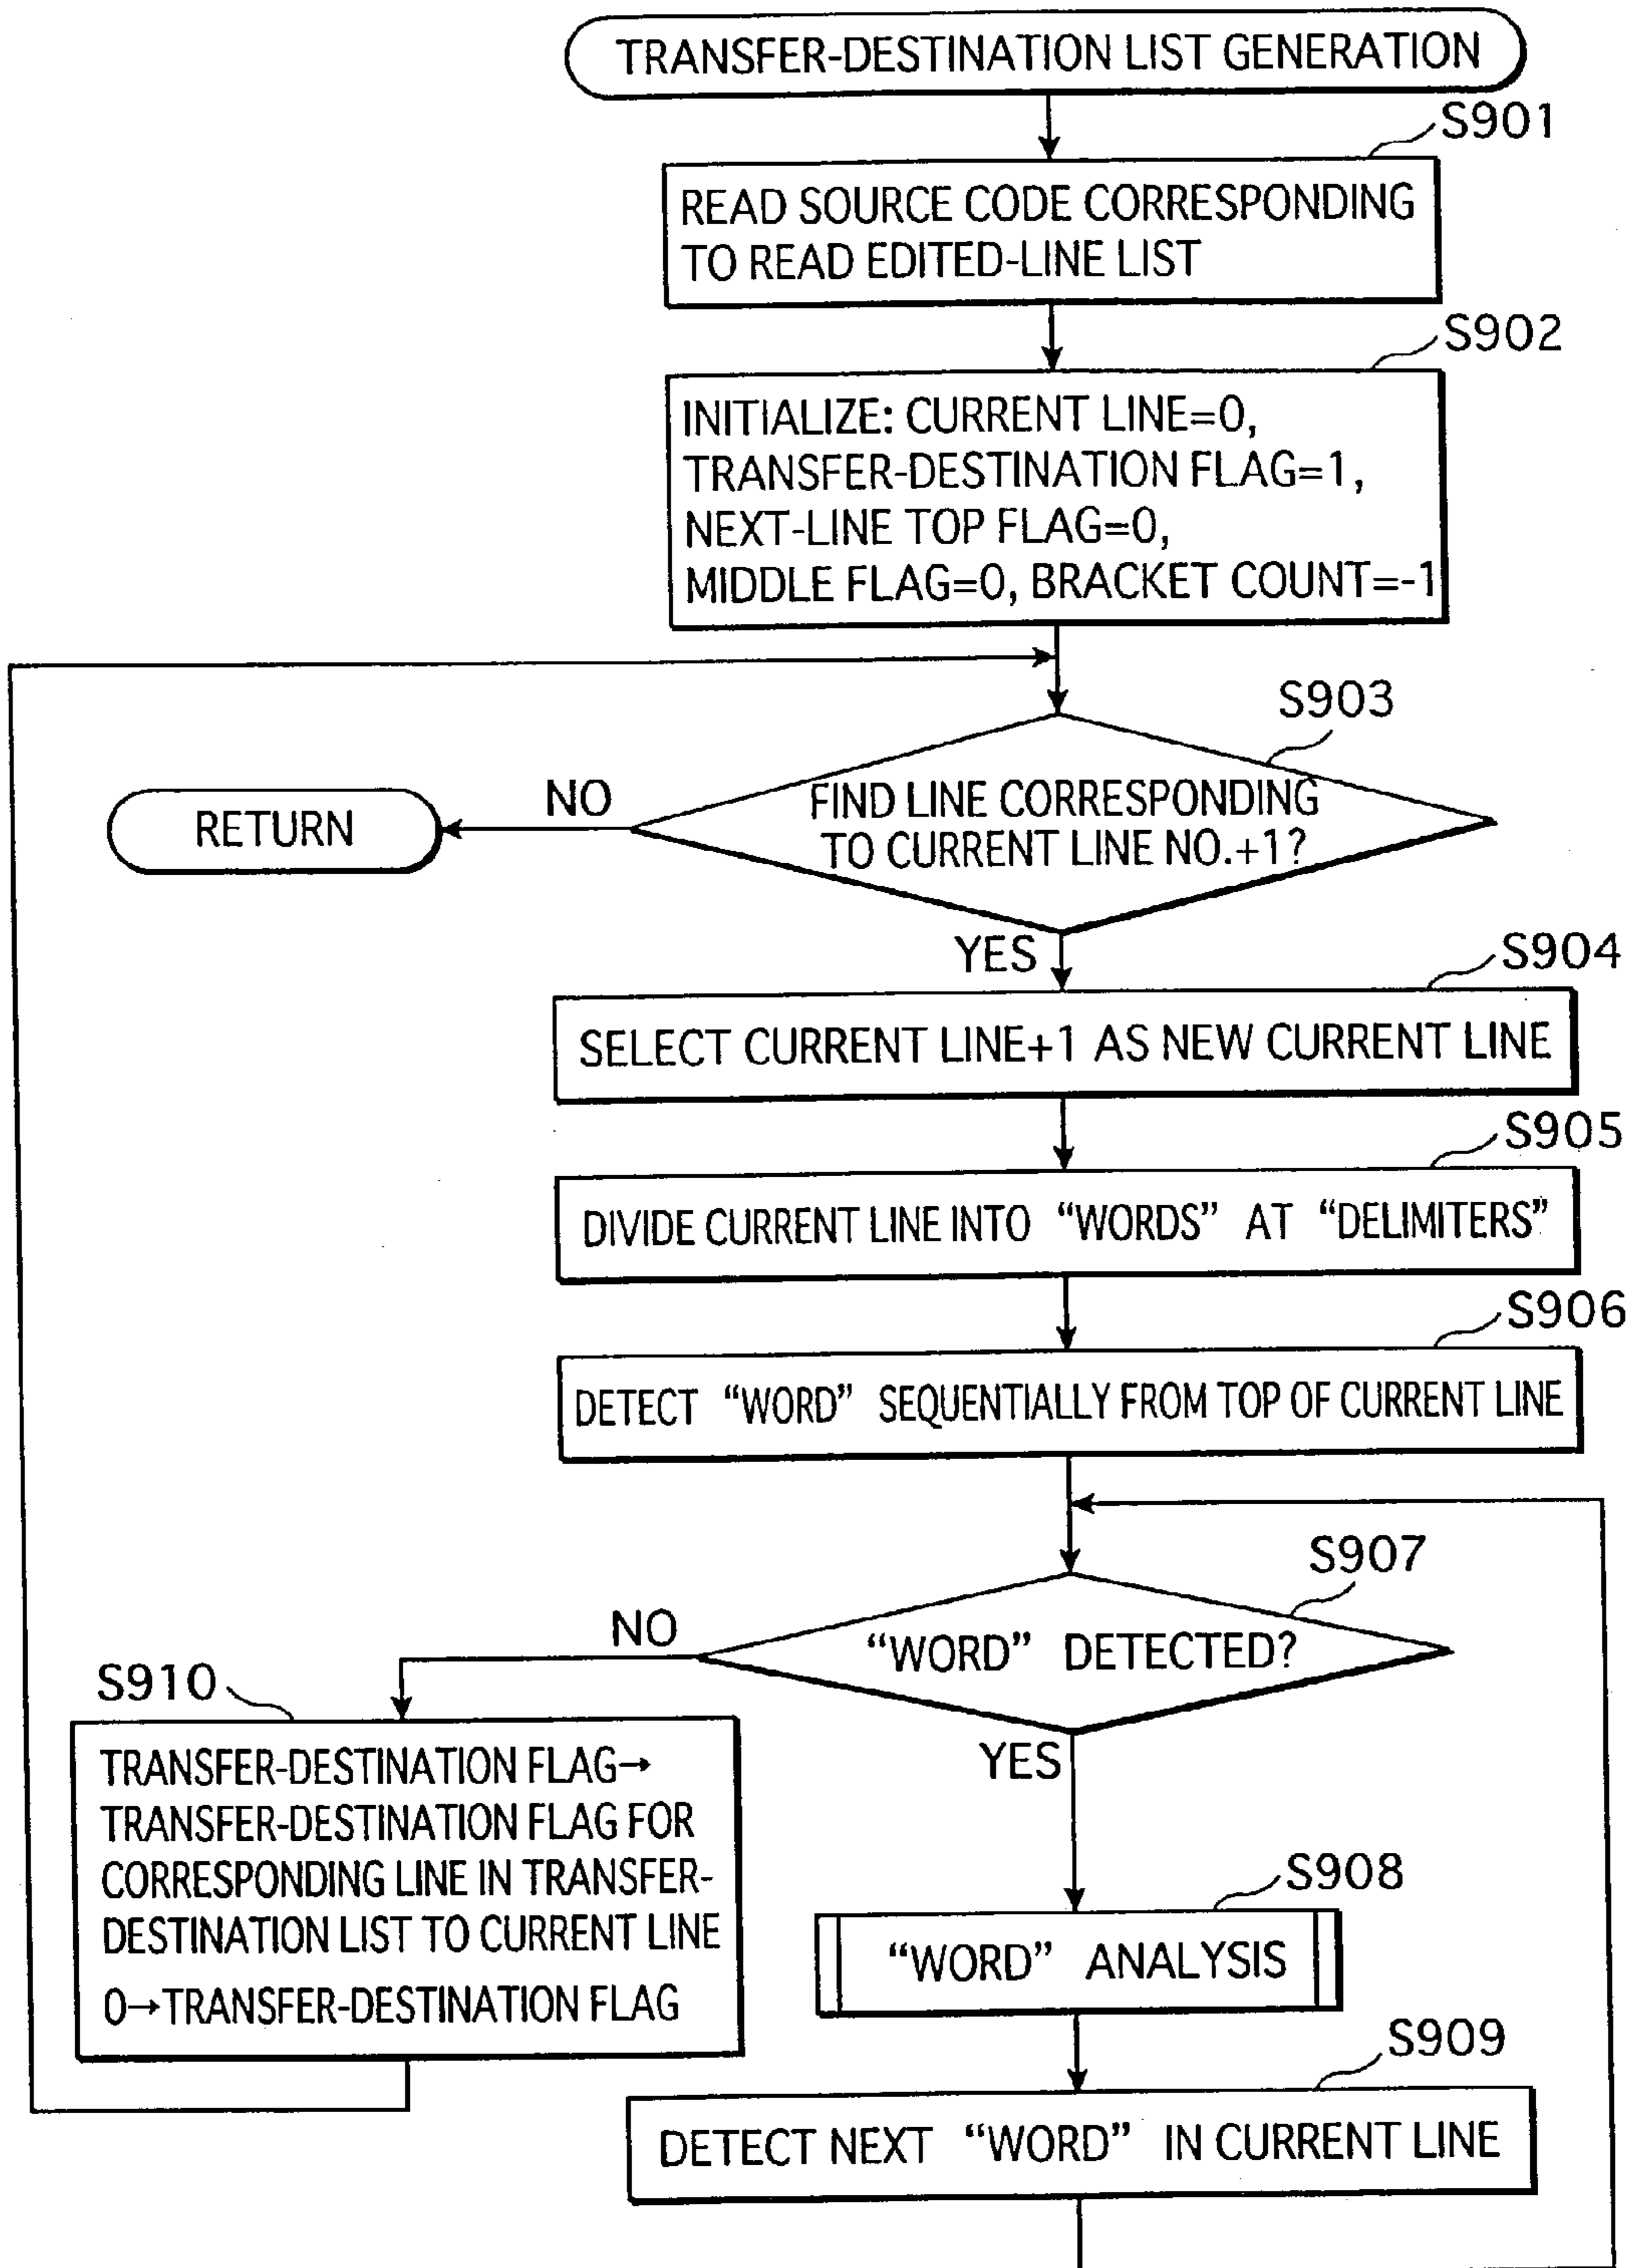 TRANSFER-DESTINATION LIST GENERATION
S901
READ SOURCE CODE CORRESPONDING
TO READ EDITED-LINE LIST
S902
INITIALIZE: CURRENT LINE=0,
TRANSFER-DESTINATION FLAG=1,
NEXT-LINE TOP FLAG=0,
MIDDLE FLAG=0, BRACKET COUNT=-1
S903
FIND LINE CORRESPONDING
TO CURRENT LINE NO.+1?
NO
RETURN
YES
S904
SELECT CURRENT LINE+1 AS NEW CURRENT LINE
S905
DIVIDE CURRENT LINE INTO “WORDS” AT “DELIMITERS”
S906
DETECT “WORD” SEQUENTIALLY FROM TOP OF CURRENT LINE
S907
“WORD” DETECTED?
NO
S910
TRANSFER-DESTINATION FLAG→
TRANSFER-DESTINATION FLAG FOR
CORRESPONDING LINE IN TRANSFER-
DESTINATION LIST TO CURRENT LINE
0→TRANSFER-DESTINATION FLAG
YES
S908
“WORD” ANALYSIS
S909
DETECT NEXT “WORD” IN CURRENT LINE